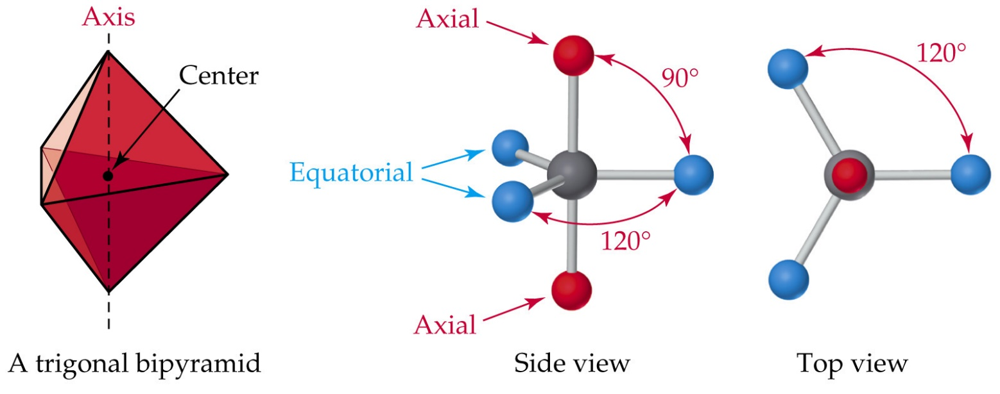 Axis
Center
A trigonal bipyramid
Axial
90°
Equatorial
120°
Axial
Side view
120°
Top view